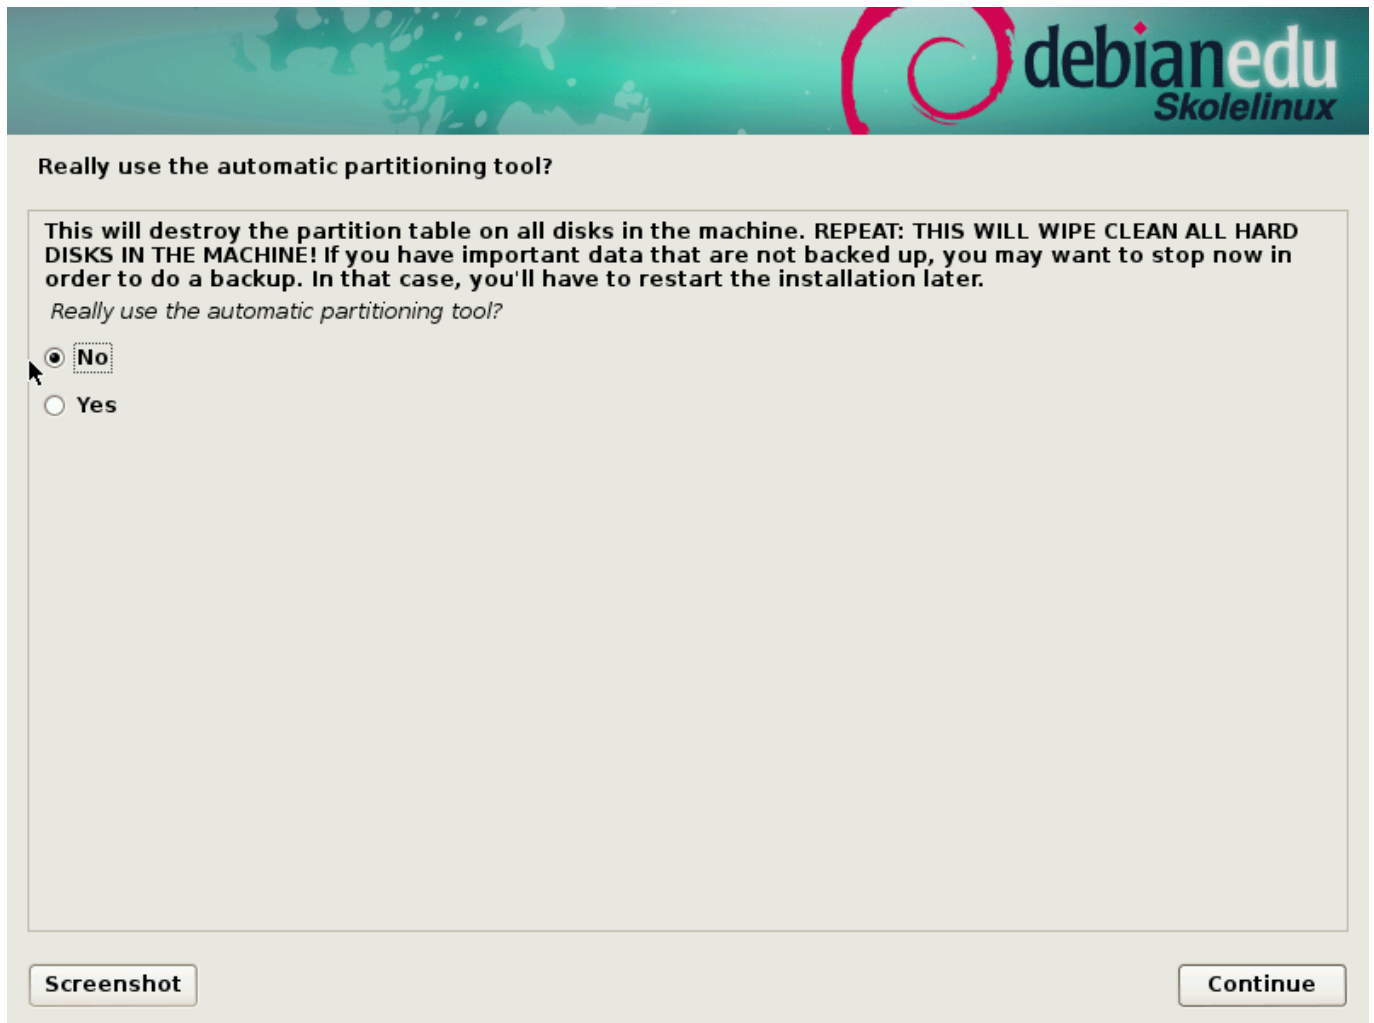 debianedu
Skolelinux
Really use the automatic partitioning tool?
This will destroy the partition table on all disks in the machine. REPEAT: THIS WILL WIPE CLEAN ALL HARD
DISKS IN THE MACHINE! If you have important data that are not backed up, you may want to stop now in
order to do a backup. In that case, you'll have to restart the installation later.
Really use the automatic partitioning tool?
No
Yes
Screenshot
Continue